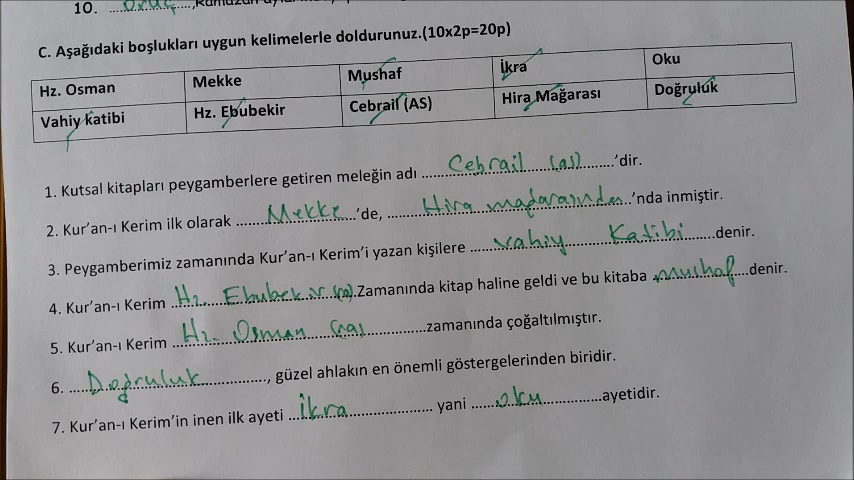 10. ........Oruç........,Ramazan
C. Aşağıdaki boşlukları uygun kelimelerle doldurunuz.(10x2p=20p)
Hz. Osman Mekke Mushaf İkra Oku
Vahiy Katibi Hz. Ebubekir Cebrail (AS) Hira Mağarası Doğruluk
1. Kutsal kitapları peygamberlere getiren meleğin adı ........Cebrail (as)........'dir.
2. Kur'an-ı Kerim ilk olarak ........Mekke........'de, ........Hira mağarasında........'nda inmiştir.
3. Peygamberimiz zamanında Kur'an-ı Kerim'i yazan kişilere ........vahiy Katibi........denir.
4. Kur'an-ı Kerim ........Hz. Ebubekir (ra)........Zamanında kitap haline geldi ve bu kitaba ........mushaf........denir.
5. Kur'an-ı Kerim ........Hz. Osman (ra)........zamanında çoğaltılmıştır.
6. ........Doğruluk........, güzel ahlakın en önemli göstergelerinden biridir.
7. Kur'an-ı Kerim'in inen ilk ayeti ........İkra........ yani ........oku........ayetidir.